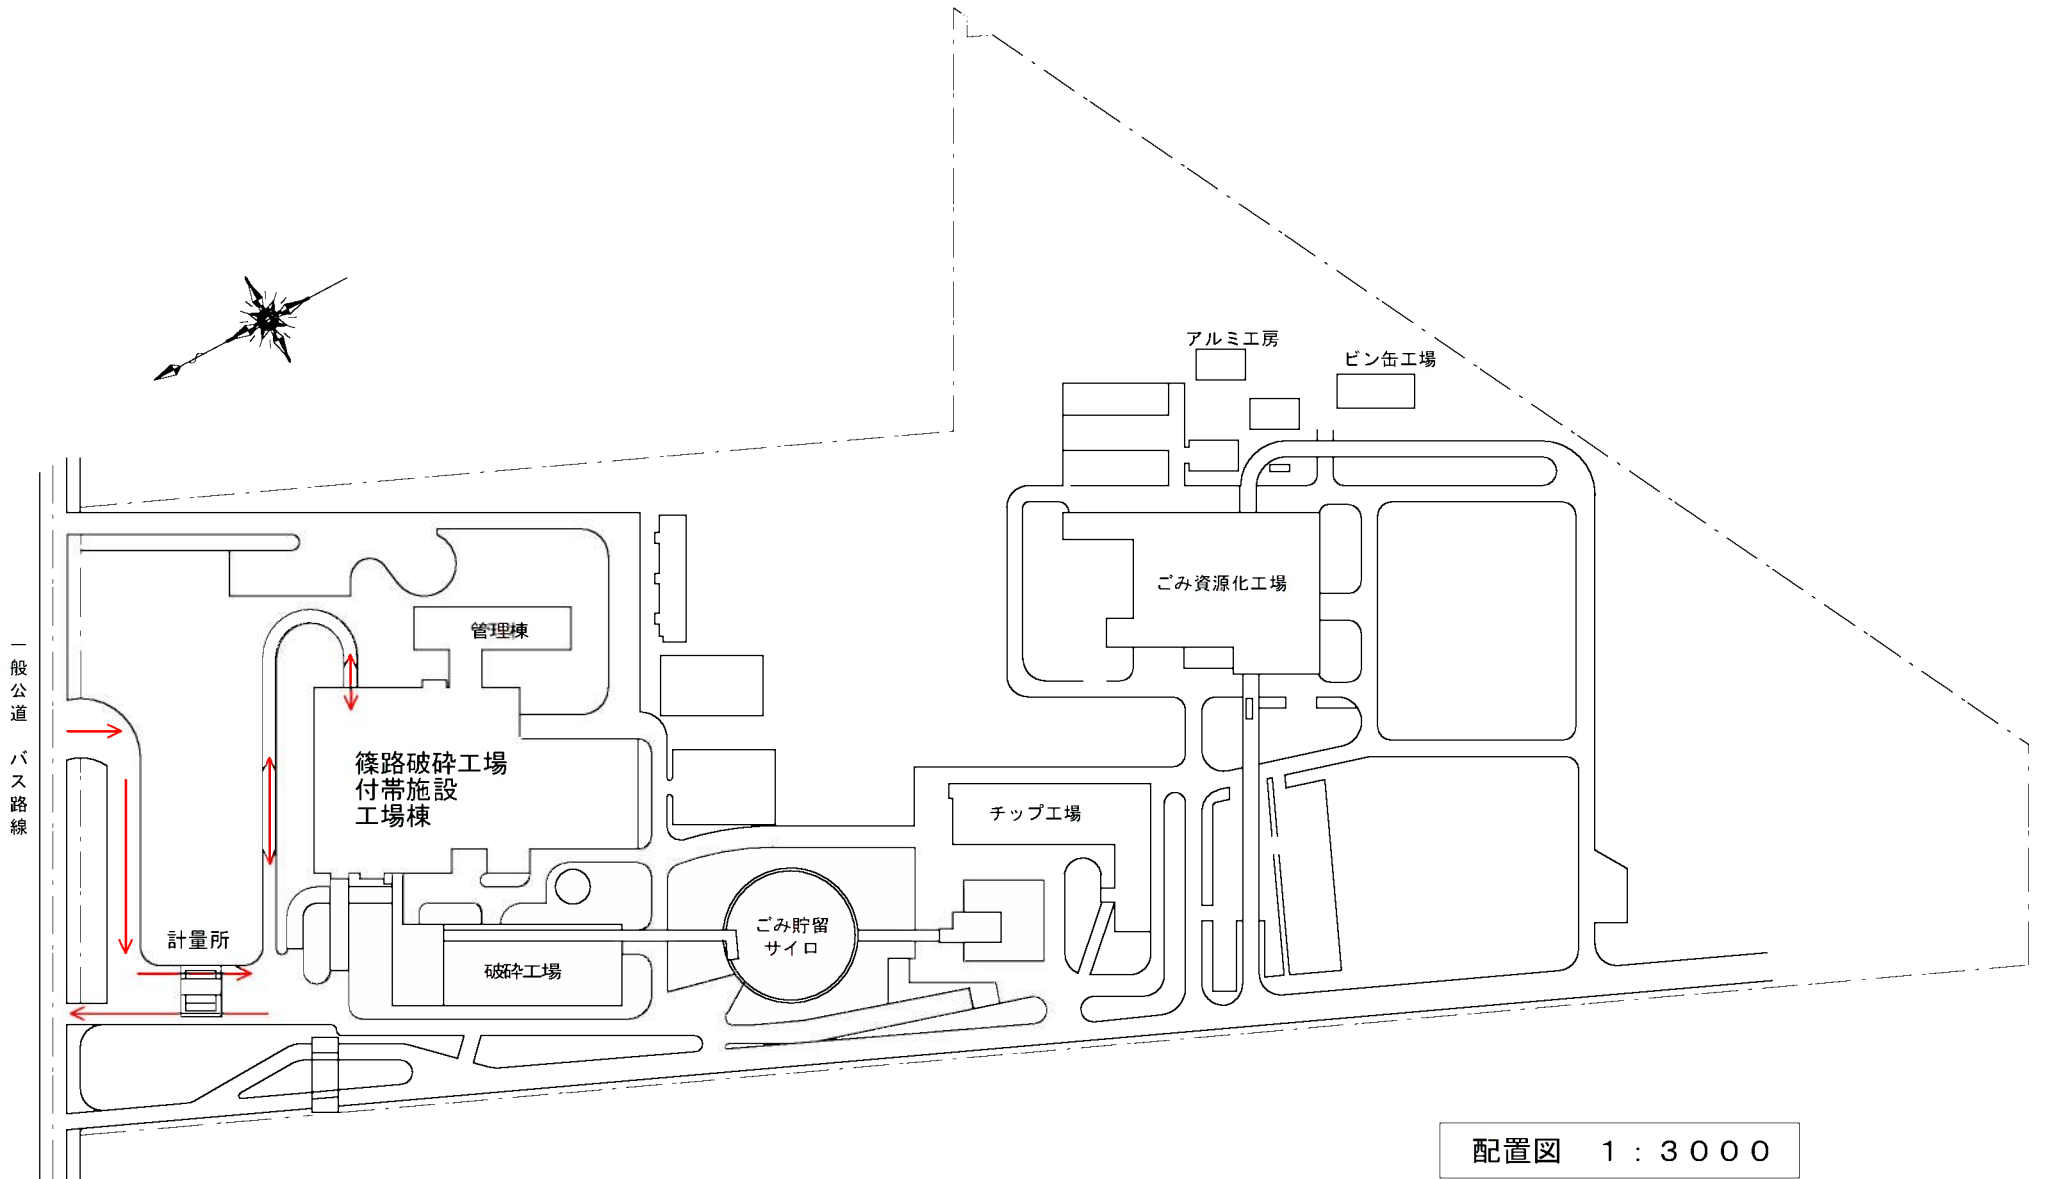 アルミ工房
ビン缶工場
ごみ資源化工場
管理棟
一般公道 バス路線
篠路破砕工場
付帯施設
工場棟
チップ工場
ごみ貯留
サイロ
計量所
破砕工場
配置図 1:3000